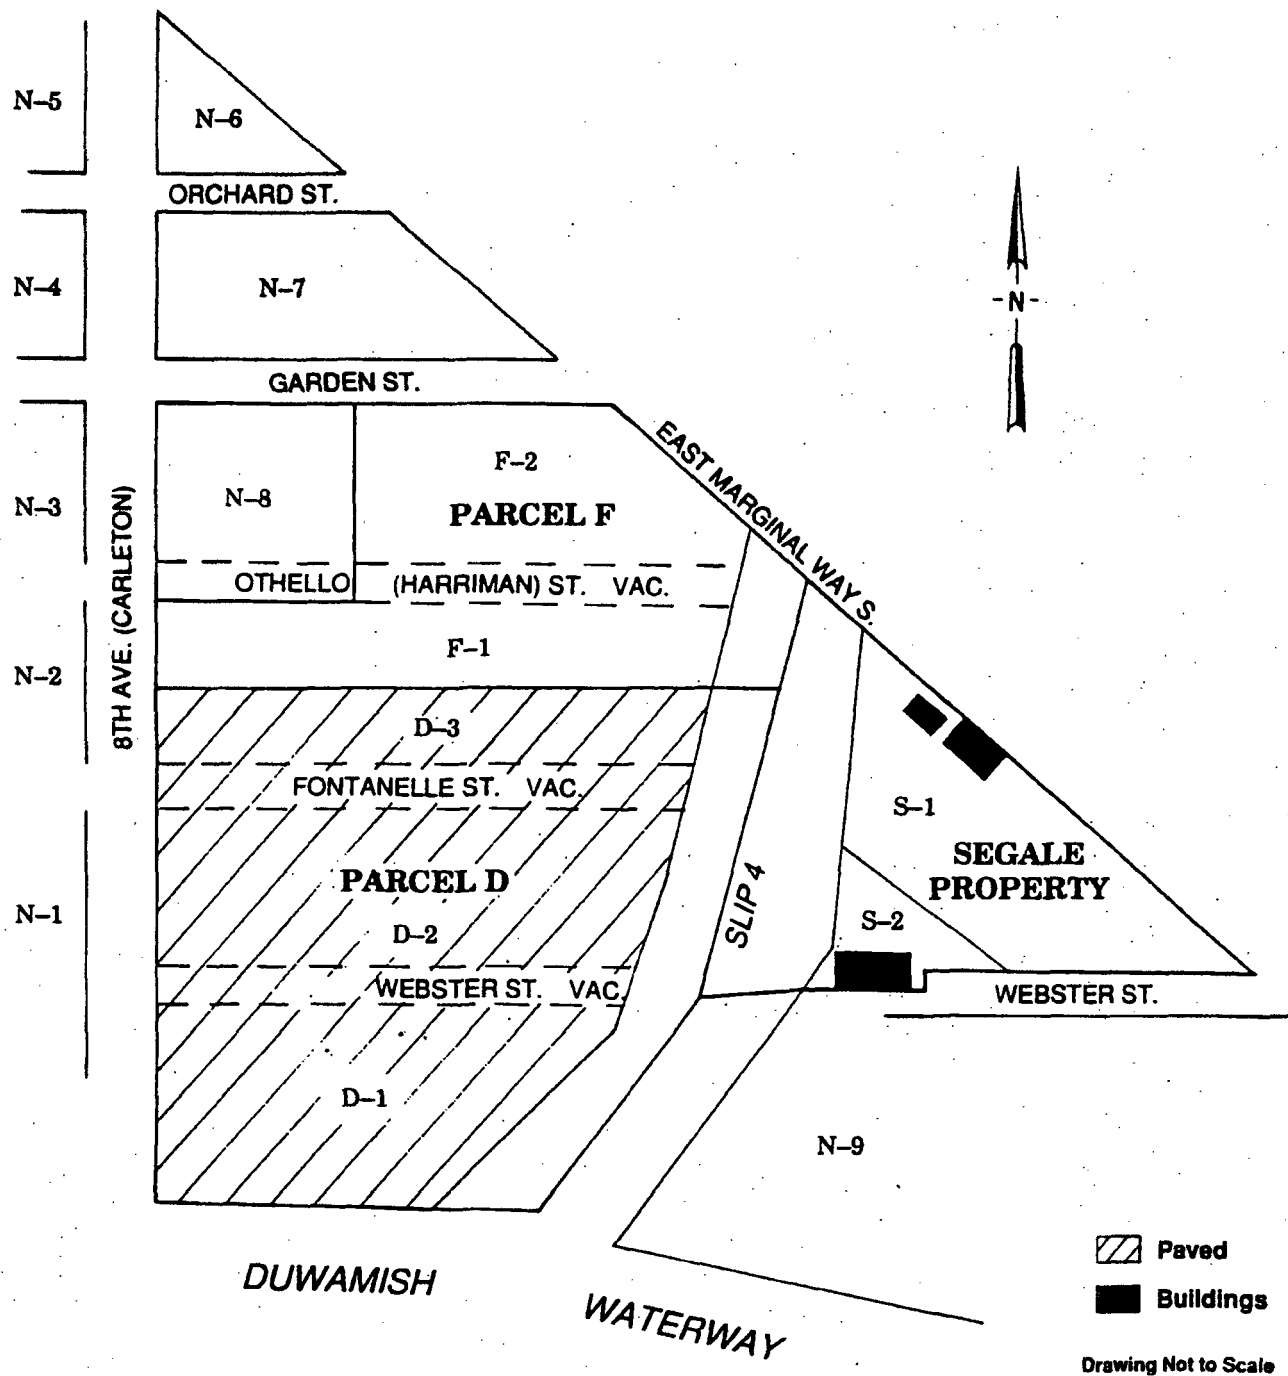 N-5
N-6
ORCHARD ST.
N-4
N-7
GARDEN ST.
-N-
EAST MARGINAL WAY S.
F-2
N-3
N-8
PARCEL F
OTHELLO (HARRIMAN) ST. VAC.
8TH AVE. (CARLETON)
F-1
N-2
D-3
FONTANELLE ST. VAC.
S-1
SEGALE
PROPERTY
PARCEL D
SLIP 4
N-1
D-2
S-2
WEBSTER ST. VAC.
WEBSTER ST.
D-1
N-9
Paved
DUWAMISH
WATERWAY
Buildings
Drawing Not to Scale